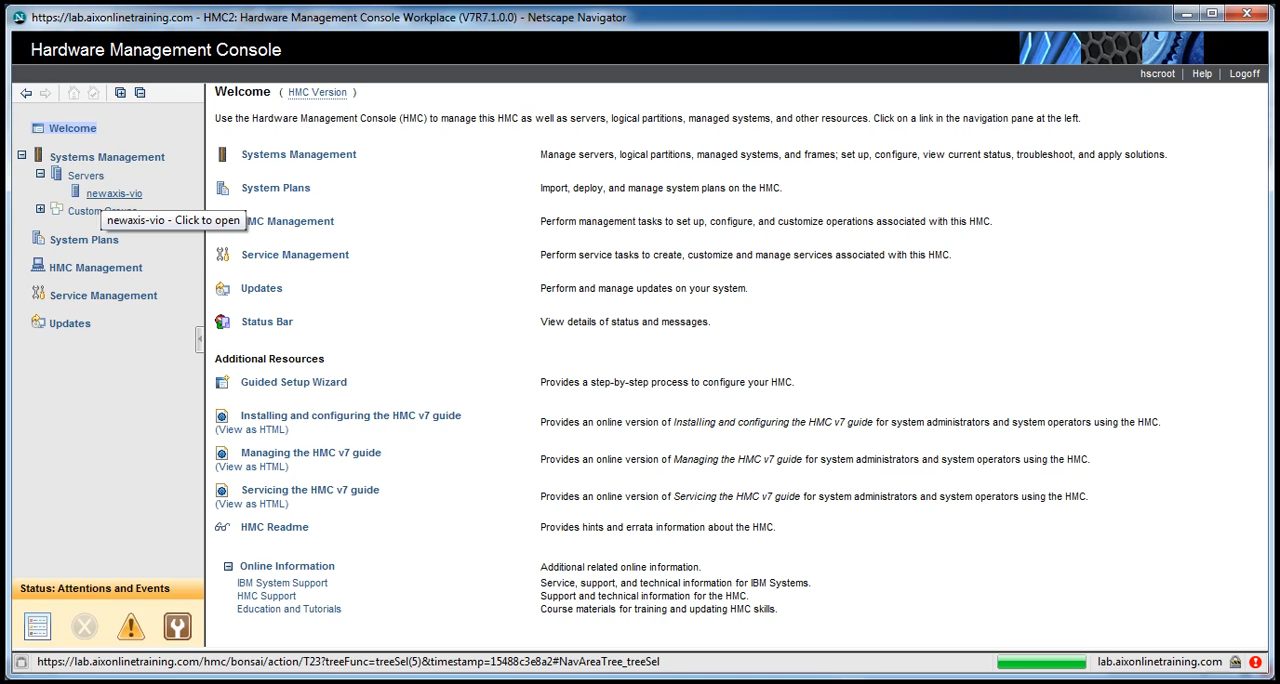 https://lab.aixonlinetraining.com - HMC2: Hardware Management Console Workplace (V7R7.1.0.0) - Netscape Navigator
Hardware Management Console
hscroot | Help | Logoff
Welcome ( HMC Version )
Use the Hardware Management Console (HMC) to manage this HMC as well as servers, logical partitions, managed systems, and other resources. Click on a link in the navigation pane at the left.
Welcome
Systems Management
Servers
newaxis-vio
Custom
newaxis-vio - Click to open
System Plans
HMC Management
Service Management
Updates
Systems Management Manage servers, logical partitions, managed systems, and frames; set up, configure, view current status, troubleshoot, and apply solutions.
System Plans Import, deploy, and manage system plans on the HMC.
MC Management Perform management tasks to set up, configure, and customize operations associated with this HMC.
Service Management Perform service tasks to create, customize and manage services associated with this HMC.
Updates Perform and manage updates on your system.
Status Bar View details of status and messages.
Additional Resources
Guided Setup Wizard Provides a step-by-step process to configure your HMC.
Installing and configuring the HMC v7 guide Provides an online version of Installing and configuring the HMC v7 guide for system administrators and system operators using the HMC.
(View as HTML)
Managing the HMC v7 guide Provides an online version of Managing the HMC v7 guide for system administrators and system operators using the HMC.
(View as HTML)
Servicing the HMC v7 guide Provides an online version of Servicing the HMC v7 guide for system administrators and system operators using the HMC.
(View as HTML)
HMC Readme Provides hints and errata information about the HMC.
Online Information Additional related online information.
IBM System Support Service, support, and technical information for IBM Systems.
HMC Support Support and technical information for the HMC.
Education and Tutorials Course materials for training and updating HMC skills.
Status: Attentions and Events
https://lab.aixonlinetraining.com/hmc/bonsai/action/T23?treeFunc=treeSel(5)&timestamp=15488c3e8a2#NavAreaTree_treeSel
lab.aixonlinetraining.com